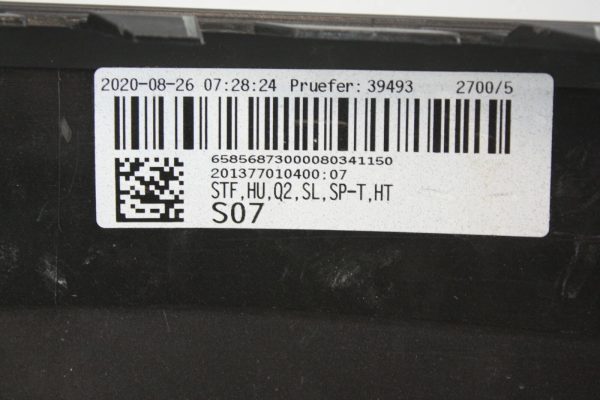 2020-08-26 07:28:24 Pruefer: 39493 2700/5
65856873000080341150
201377010400:07
STF,HU,Q2,SL,SP-T,HT
S07